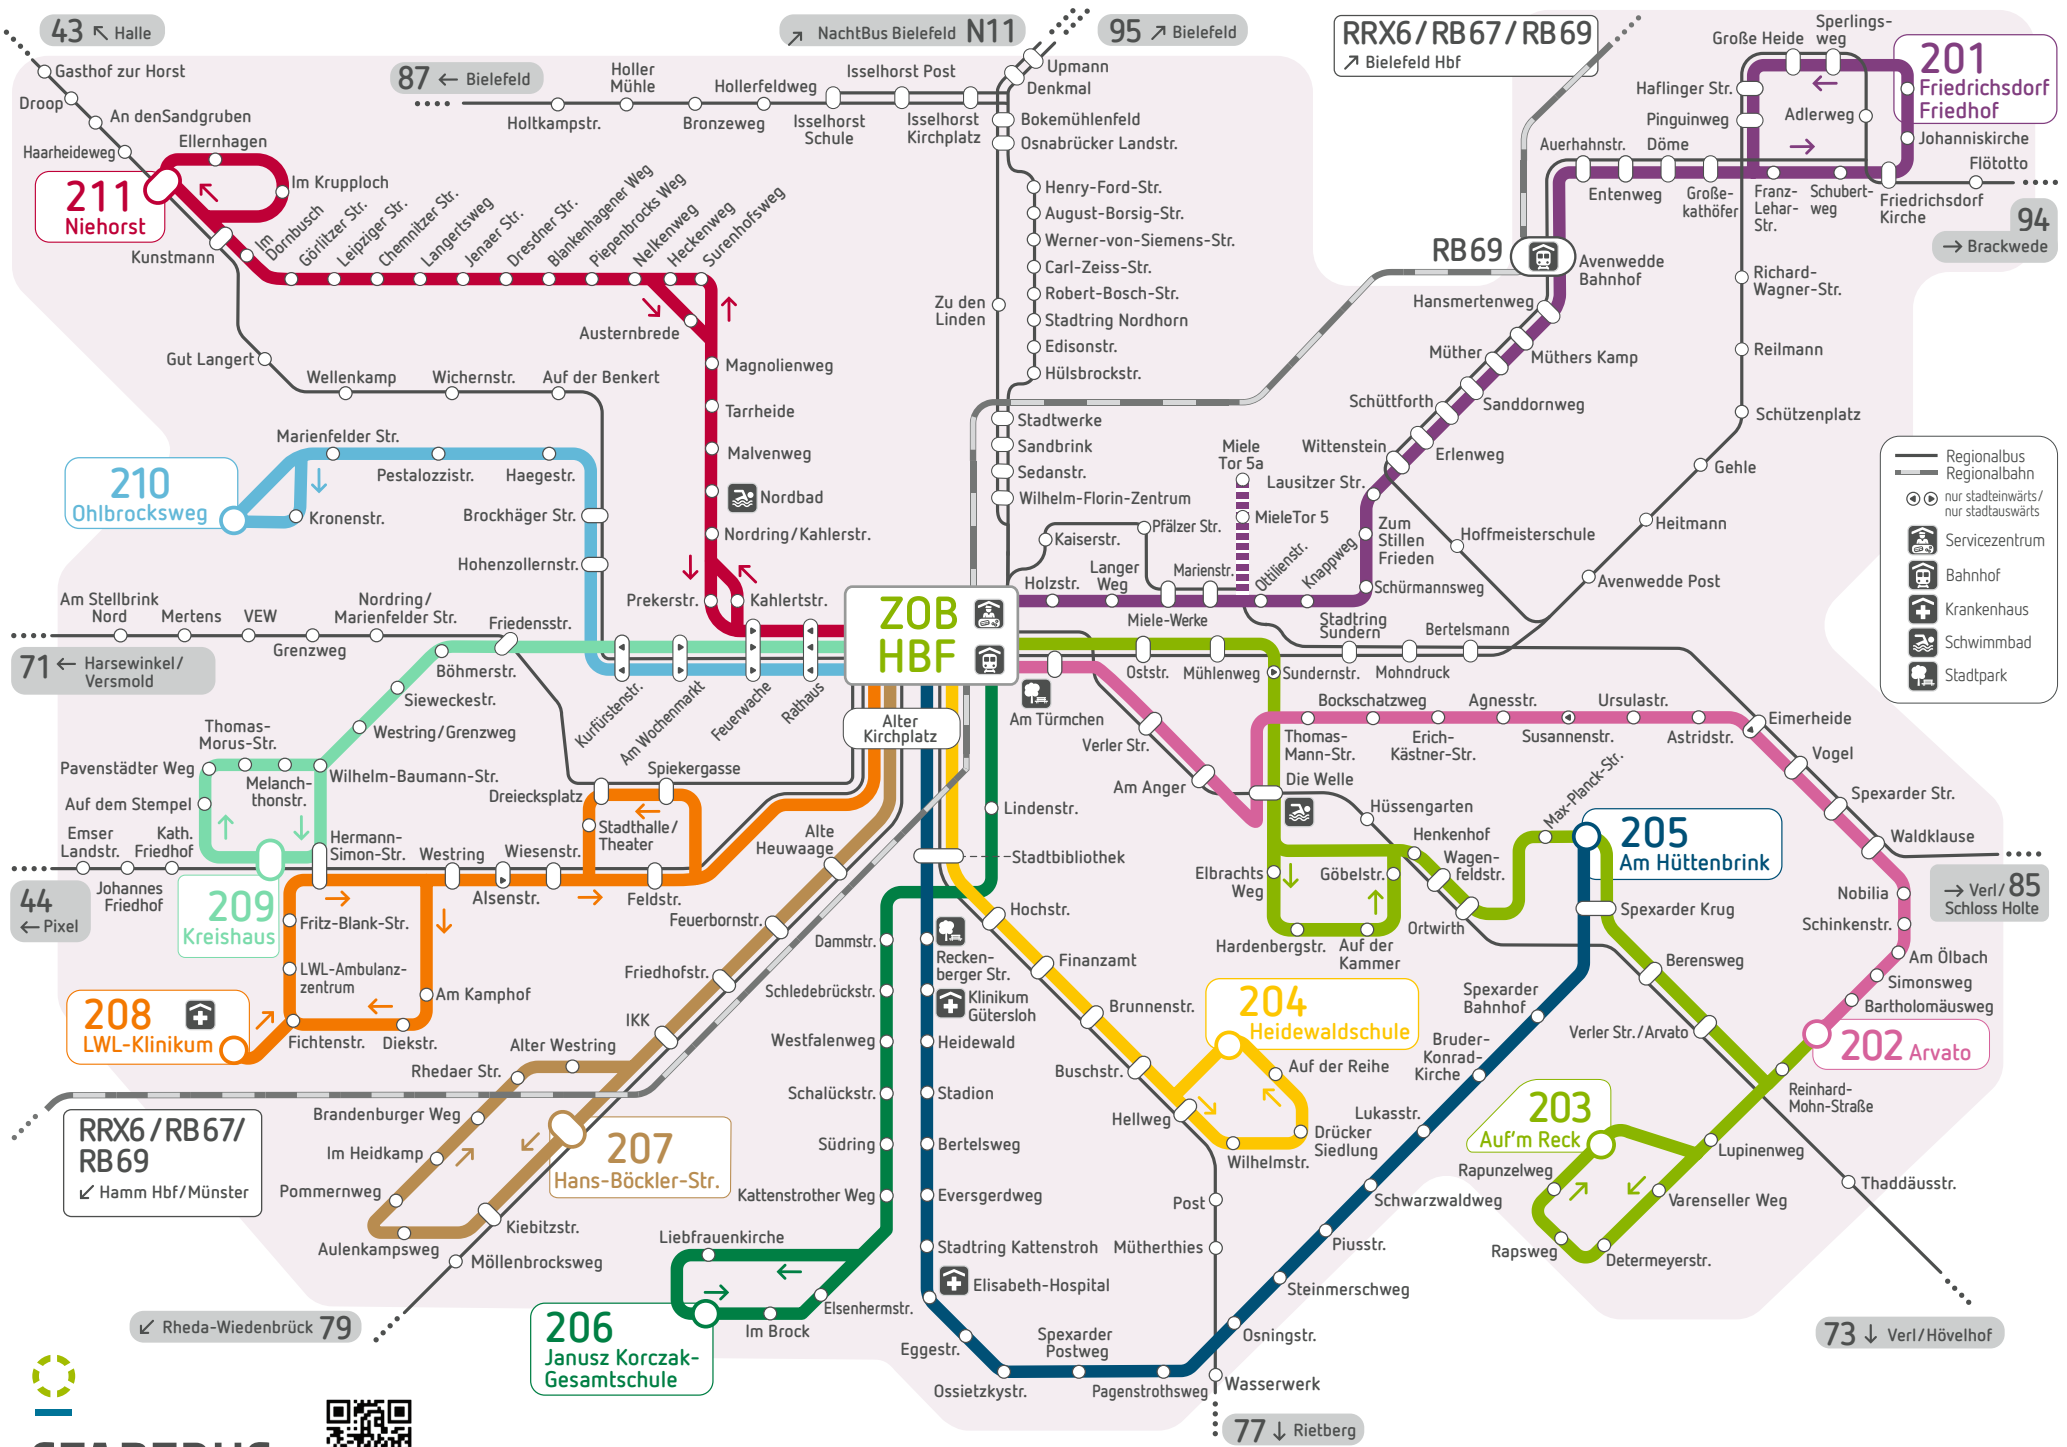 43 ↖ Halle
↗ NachtBus Bielefeld N11
95 ↗ Bielefeld
RRX6/RB67/RB69
↗ Bielefeld Hbf
87 ← Bielefeld
Gasthof zur Horst
Droop
An denSandgruben
Haarheideweg
Ellernhagen
Im Krupploch
211
Niehorst
Kunstmann
Im
Dornbusch
Görlitzer Str.
Leipziger Str.
Chemnitzer Str.
Langertsweg
Jenaer Str.
Dresdner Str.
Blankenhagener Weg
Piepenbrocks Weg
Nelkenweg
Heckenweg
Surenhofsweg
Austernbrede
Magnolienweg
Tarrheide
Malvenweg
Nordbad
Nordring/Kahlerstr.
Prekerstr.
Kahlertstr.
Gut Langert
Wellenkamp
Wichernstr.
Auf der Benkert
Holtkampstr.
Holler
Mühle
Bronzeweg
Hollerfeldweg
Isselhorst
Schule
Isselhorst Post
Isselhorst
Kirchplatz
Upmann
Denkmal
Bokemühlenfeld
Osnabrücker Landstr.
Henry-Ford-Str.
August-Borsig-Str.
Werner-von-Siemens-Str.
Carl-Zeiss-Str.
Robert-Bosch-Str.
Stadtring Nordhorn
Edisonstr.
Hülsbrockstr.
Zu den
Linden
Stadtwerke
Sandbrink
Sedanstr.
Wilhelm-Florin-Zentrum
Große Heide
Sperlings-
weg
201
Friedrichsdorf
Friedhof
Haflinger Str.
Pinguinweg
Adlerweg
Johanniskirche
Flötotto
Auerhahnstr.
Döme
Entenweg
Große-
kathöfer
Franz-
Lehar-
Str.
Schubert-
weg
Friedrichsdorf
Kirche
94
→ Brackwede
RB69
Avenwedde
Bahnhof
Hansmertenweg
Müther
Müthers Kamp
Schüttforth
Sanddornweg
Wittenstein
Erlenweg
Lausitzer Str.
Richard-
Wagner-Str.
Reilmann
Schützenplatz
Gehle
Heitmann
Hoffmeisterschule
Avenwedde Post
Miele
Tor 5a
MieleTor 5
Zum
Stillen
Frieden
Schürmannsweg
Ottilienstr.
Knappweg
Kaiserstr.
Pfälzer Str.
Holzstr.
Langer
Weg
Marienstr.
Miele-Werke
Stadtring
Sundern
Bertelsmann
Oststr.
Mühlenweg
Sundernstr.
Mohndruck
Regionalbus
Regionalbahn
nur stadteinwärts/
nur stadtauswärts
Servicezentrum
Bahnhof
Krankenhaus
Schwimmbad
Stadtpark
Marienfelder Str.
Pestalozzistr.
Haegestr.
210
Ohlbrocksweg
Kronenstr.
Brockhäger Str.
Hohenzollernstr.
Am Stellbrink
Nord
Mertens
VEW
Grenzweg
Nordring/
Marienfelder Str.
Friedensstr.
71 ← Harsewinkel/
Versmold
Böhmerstr.
Sieweckestr.
Westring/Grenzweg
ZOB
HBF
Kurfürstenstr.
Am Wochenmarkt
Feuerwache
Rathaus
Alter
Kirchplatz
Am Türmchen
Verler Str.
Am Anger
Bockschatzweg
Agnesstr.
Ursulastr.
Eimerheide
Thomas-
Mann-Str.
Erich-
Kästner-Str.
Susannenstr.
Astridstr.
Vogel
Spexarder Str.
Waldklause
→ Verl/ 85
Schloss Holte
Nobilia
Schinkenstr.
Am Ölbach
Simonsweg
Bartholomäusweg
202 Arvato
Die Welle
Hüssengarten
Henkenhof
Wagen-
feldstr.
Max-Planck-Str.
205
Am Hüttenbrink
Spexarder Krug
Elbrachts
Weg
Göbelstr.
Hardenbergstr.
Auf der
Kammer
Ortwirth
Berensweg
Verler Str./Arvato
Reinhard-
Mohn-Straße
203
Auf'm Reck
Lupinenweg
Rapunzelweg
Varenseller Weg
Rapsweg
Determeyerstr.
Thaddäusstr.
73 ↓ Verl/Hövelhof
Thomas-
Morus-Str.
Pavenstädter Weg
Melanch-
thonstr.
Wilhelm-Baumann-Str.
Auf dem Stempel
Emser
Landstr.
Kath.
Friedhof
Johannes
Friedhof
44
← Pixel
209
Kreishaus
Hermann-
Simon-Str.
Westring
Wiesenstr.
Alsenstr.
Feldstr.
Dreiecksplatz
Spiekergasse
Stadthalle/
Theater
Alte
Heuwaage
Feuerbornstr.
Friedhofstr.
IKK
Fritz-Blank-Str.
LWL-Ambulanz-
zentrum
Am Kamphof
208
LWL-Klinikum
Fichtenstr.
Diekstr.
Rhedaer Str.
Alter Westring
Brandenburger Weg
Im Heidkamp
Pommernweg
Aulenkampsweg
Kiebitzstr.
Möllenbrocksweg
207
Hans-Böckler-Str.
RRX6/RB67/
RB69
↙ Hamm Hbf/Münster
↙ Rheda-Wiedenbrück 79
Lindenstr.
Stadtbibliothek
Dammstr.
Schledebrückstr.
Westfalenweg
Schalückstr.
Südring
Kattenstrother Weg
Liebfrauenkirche
Elsenhermstr.
Im Brock
206
Janusz Korczak-
Gesamtschule
Recken-
berger Str.
Klinikum
Gütersloh
Heidewald
Stadion
Bertelsweg
Eversgerdweg
Stadtring Kattenstroh
Elisabeth-Hospital
Eggestr.
Ossietzkystr.
Spexarder
Postweg
Pagenstrothsweg
Osningstr.
Steinmerschweg
Piusstr.
Schwarzwaldweg
Lukasstr.
Bruder-
Konrad-
Kirche
Spexarder
Bahnhof
Hochstr.
Finanzamt
Brunnenstr.
Buschstr.
Hellweg
204
Heidewaldschule
Auf der Reihe
Drücker
Siedlung
Wilhelmstr.
Post
Mütherthies
Wasserwerk
77 ↓ Rietberg